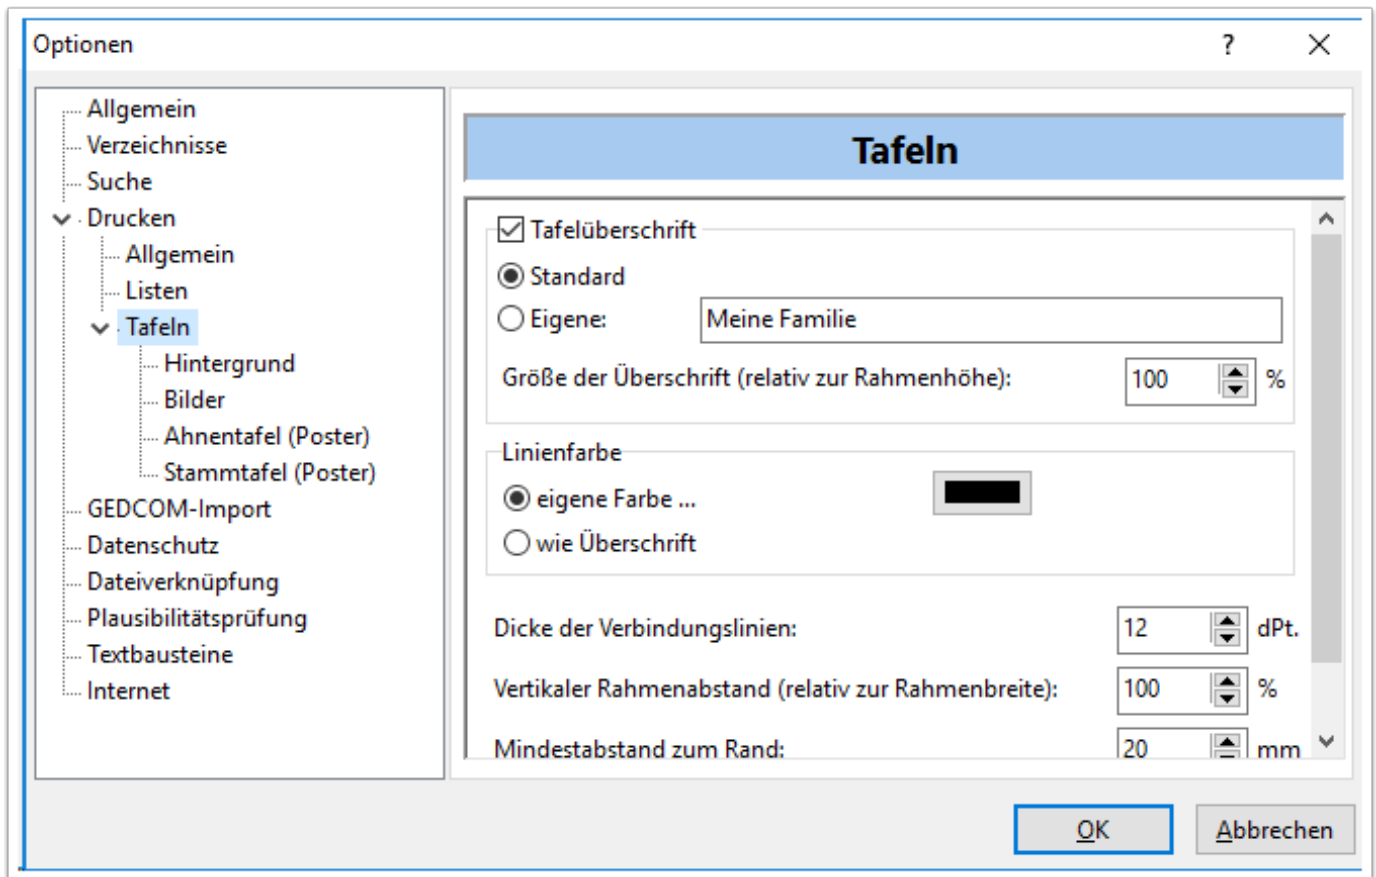 Optionen ?
Allgemein
Verzeichnisse
Suche
Drucken
Allgemein
Listen
Tafeln
Hintergrund
Bilder
Ahnentafel (Poster)
Stammtafel (Poster)
GEDCOM-Import
Datenschutz
Dateiverknüpfung
Plausibilitätsprüfung
Textbausteine
Internet
Tafeln
Tafelüberschrift
Standard
Eigene: Meine Familie
Größe der Überschrift (relativ zur Rahmenhöhe): 100 %
Linienfarbe
eigene Farbe ...
wie Überschrift
Dicke der Verbindungslinien: 12 dPt.
Vertikaler Rahmenabstand (relativ zur Rahmenbreite): 100 %
Mindestabstand zum Rand: 20 mm
OK Abbrechen